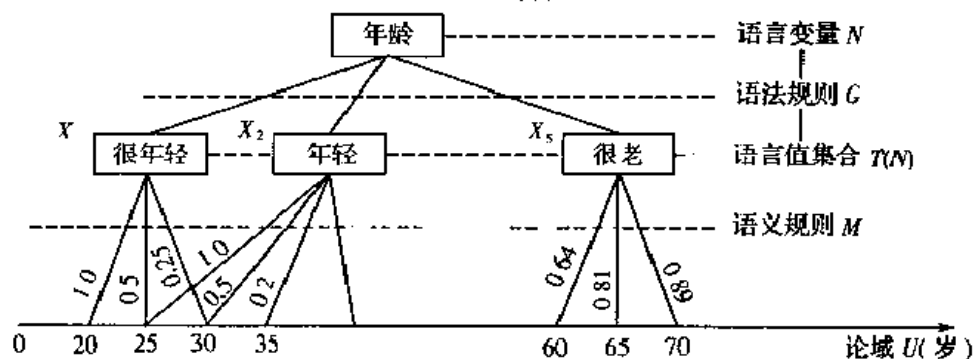 年龄 语言变量 N
语法规则 G
X X₂ X₅
很年轻 年轻 很老 语言值集合 T(N)
语义规则 M
1 0 0 5 0.25 1 0 0.5 0 2 0 64 0 81 0 89
0 20 25 30 35 60 65 70 论域 U(岁)